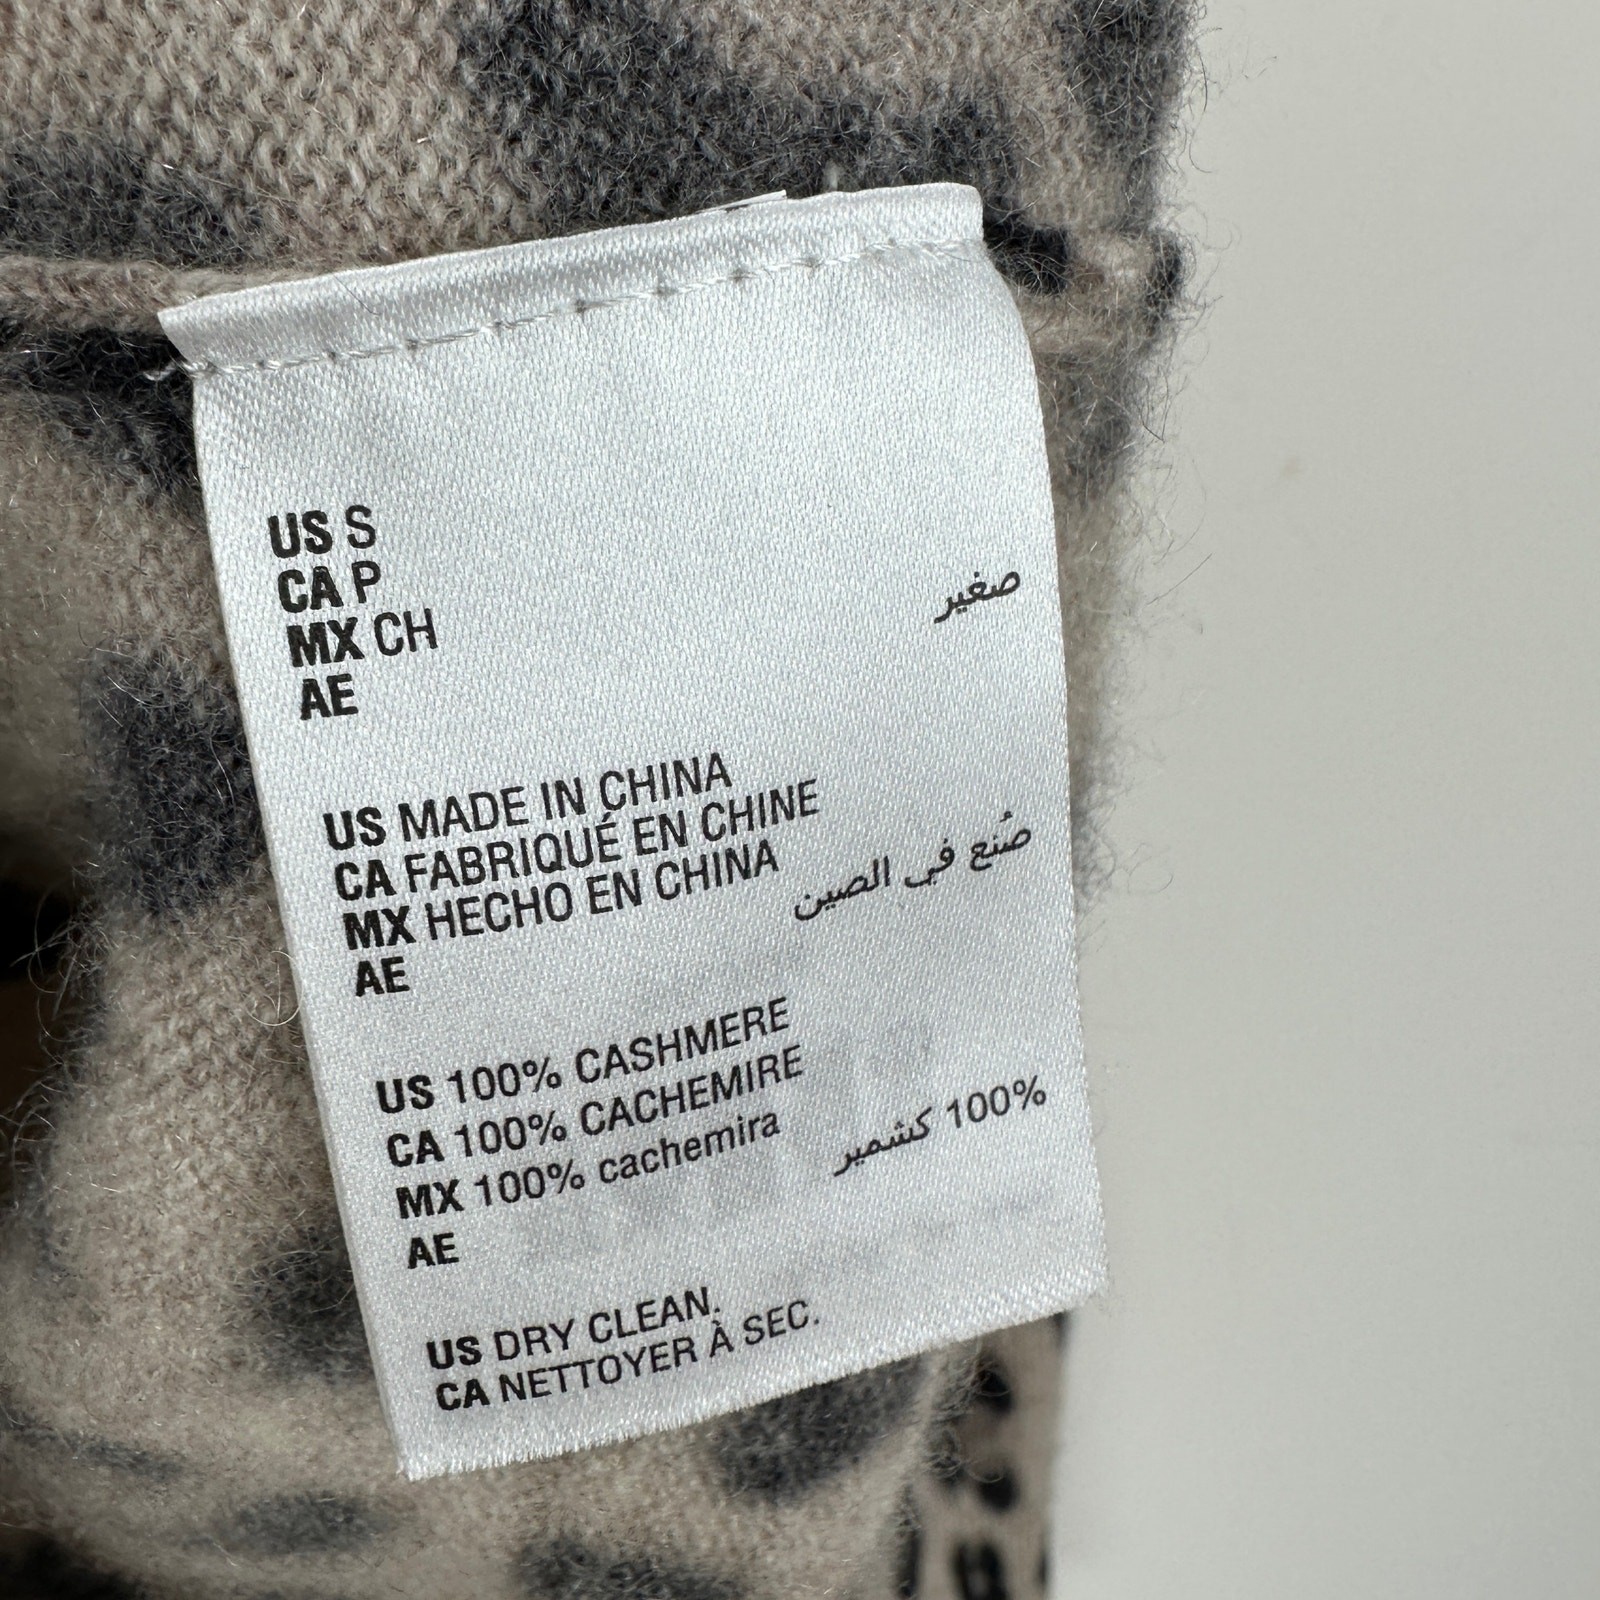 US S
CA P
MX CH
AE صغير
US MADE IN CHINA
CA FABRIQUÉ EN CHINE
MX HECHO EN CHINA
AE صُنع في الصين
US 100% CASHMERE
CA 100% CACHEMIRE
MX 100% cachemira
AE 100% كشمير
US DRY CLEAN.
CA NETTOYER À SEC.